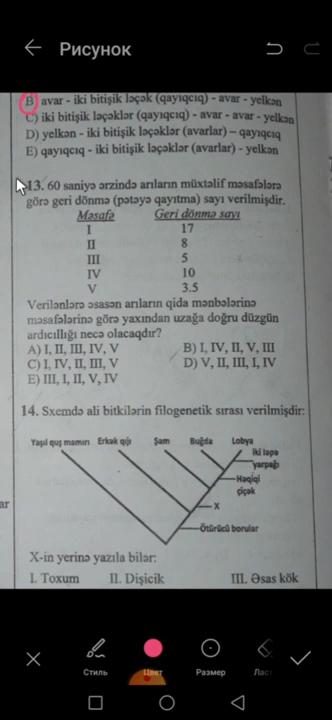 Рисунок
B) avar - iki bitişik ləçək (qayıqcıq) - avar - yelkən
C) iki bitişik ləçəklər (qayıqcıq) - avar - avar - yelkən
D) yelkən - iki bitişik ləçəklər (avarlar) – qayıqcıq
E) qayıqcıq - iki bitişik ləçəklər (avarlar) - yelkən
13. 60 saniyə ərzində arıların müxtəlif məsafələrə
görə geri dönmə (pətəyə qayıtma) sayı verilmişdir.
Məsafə Geri dönmə sayı
I 17
II 8
III 5
IV 10
V 3.5
Verilənlərə əsasən arıların qida mənbələrinə
məsafələrinə görə yaxından uzağa doğru düzgün
ardıcıllığı necə olacaqdır?
A) I, II, III, IV, V B) I, IV, II, V, III
C) I, IV, II, III, V D) V, II, III, I, IV
E) III, I, II, V, IV
14. Sxemdə ali bitkilərin filogenetik sırası verilmişdir:
Yaşıl quş mamırı Erkək qıjı Şam Buğda Lobya
iki ləpə
yarpağı
Həqiqi
çiçək
X
Ötürücü borular
ar
X-in yerinə yazıla bilər:
I. Toxum II. Dişicik III. Əsas kök
Стиль Цвет Размер Ласт